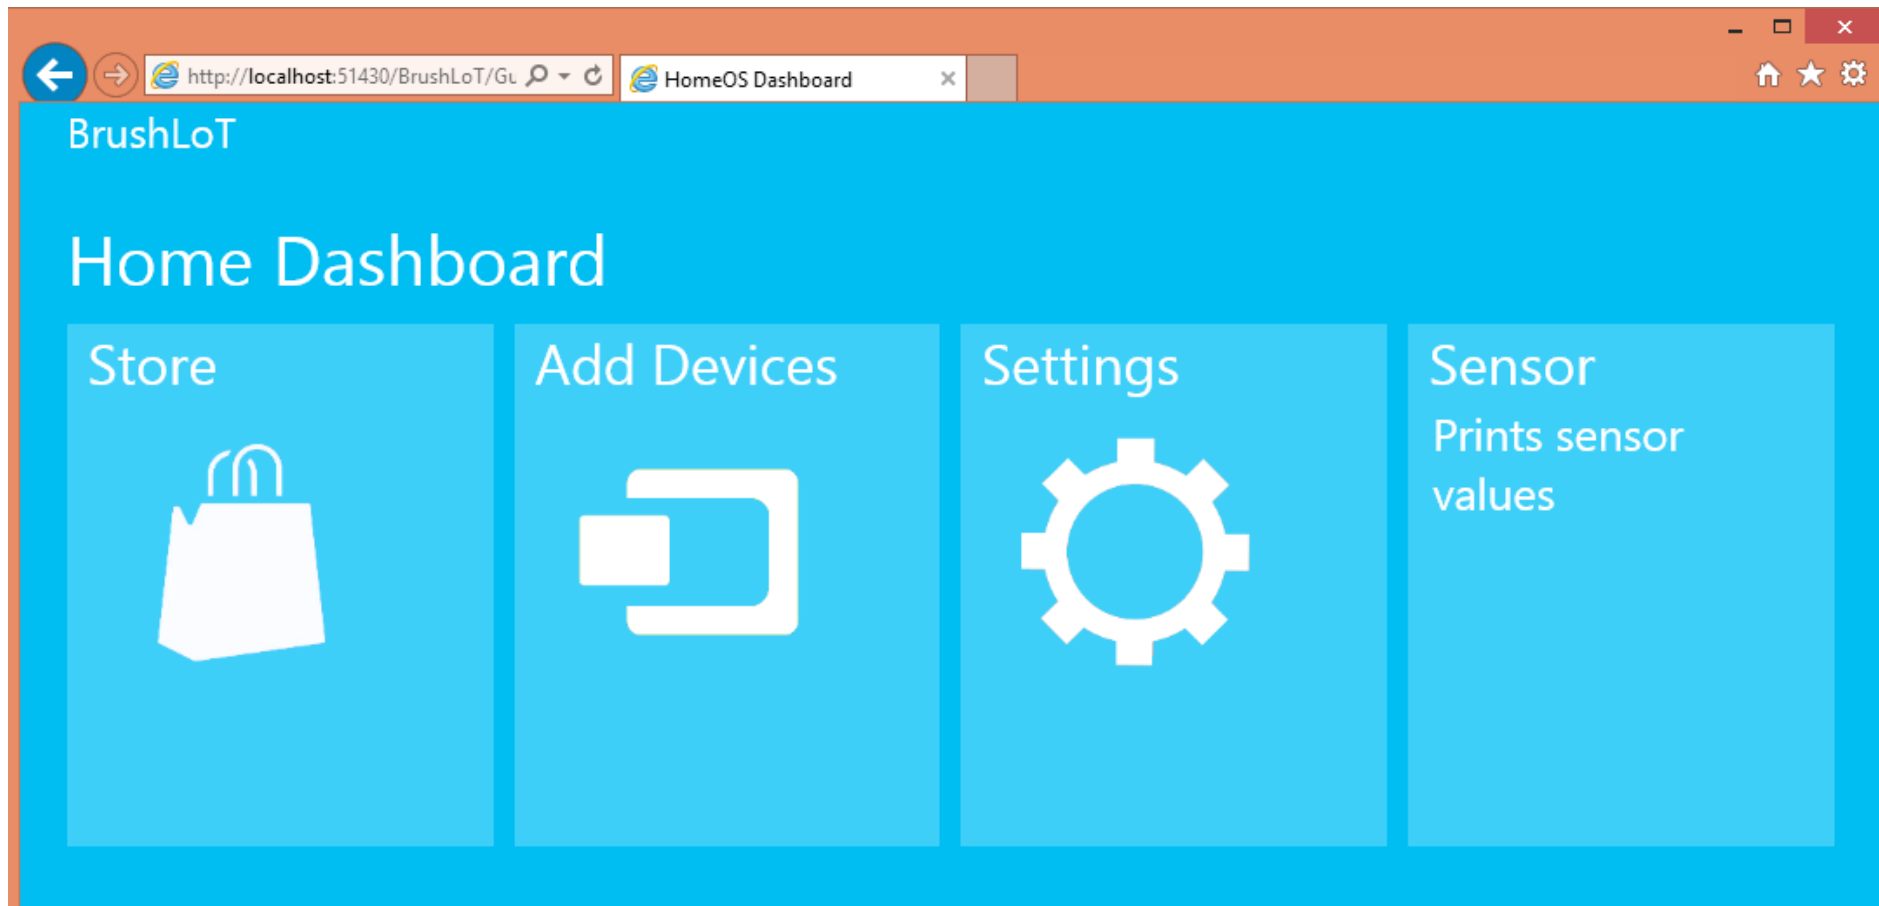 http://localhost:51430/BrushLoT/Gu
HomeOS Dashboard
BrushLoT
Home Dashboard
Store
Add Devices
Settings
Sensor
Prints sensor
values